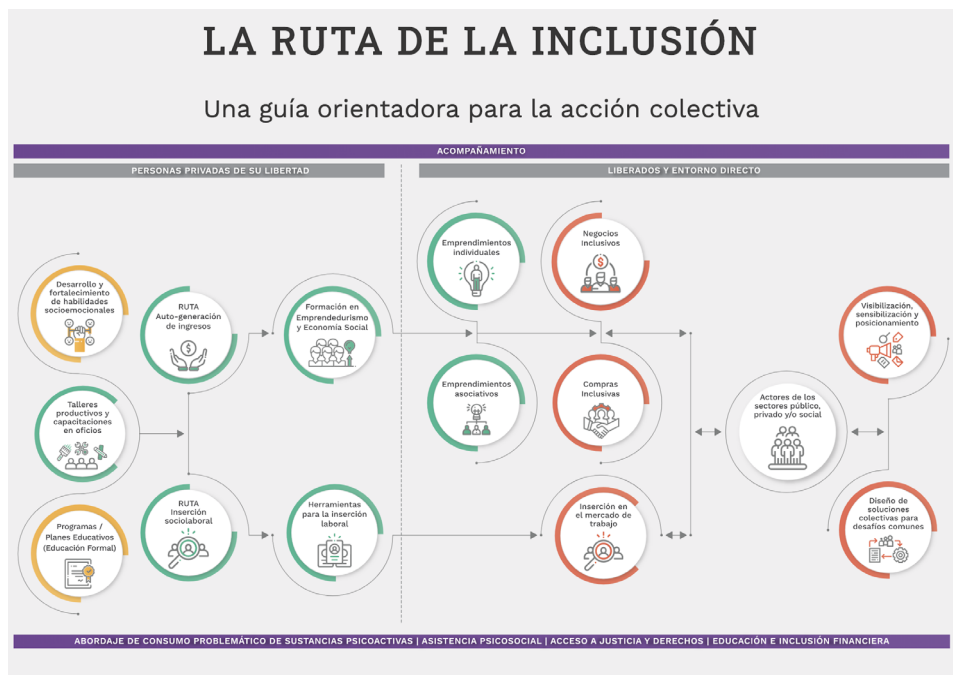 LA RUTA DE LA INCLUSIÓN
Una guía orientadora para la acción colectiva
ACOMPAÑAMIENTO
PERSONAS PRIVADAS DE SU LIBERTAD
LIBERADOS Y ENTORNO DIRECTO
Desarrollo y
fortalecimiento
de habilidades
socioemocionales
RUTA
Auto-generación
de ingresos
Formación en
Emprendedurismo
y Economía Social
Talleres
productivos y
capacitaciones
en oficios
Programas /
Planes Educativos
(Educación Formal)
RUTA
Inserción
sociolaboral
Herramientas
para la inserción
laboral
Emprendimientos
individuales
Negocios
Inclusivos
Emprendimientos
asociativos
Compras
Inclusivas
Inserción en
el mercado de
trabajo
Actores de los
sectores público,
privado y/o social
Visibilización,
sensibilización y
posicionamiento
Diseño de
soluciones
colectivas para
desafíos comunes
ABORDAJE DE CONSUMO PROBLEMÁTICO DE SUSTANCIAS PSICOACTIVAS | ASISTENCIA PSICOSOCIAL | ACCESO A JUSTICIA Y DERECHOS | EDUCACIÓN E INCLUSIÓN FINANCIERA